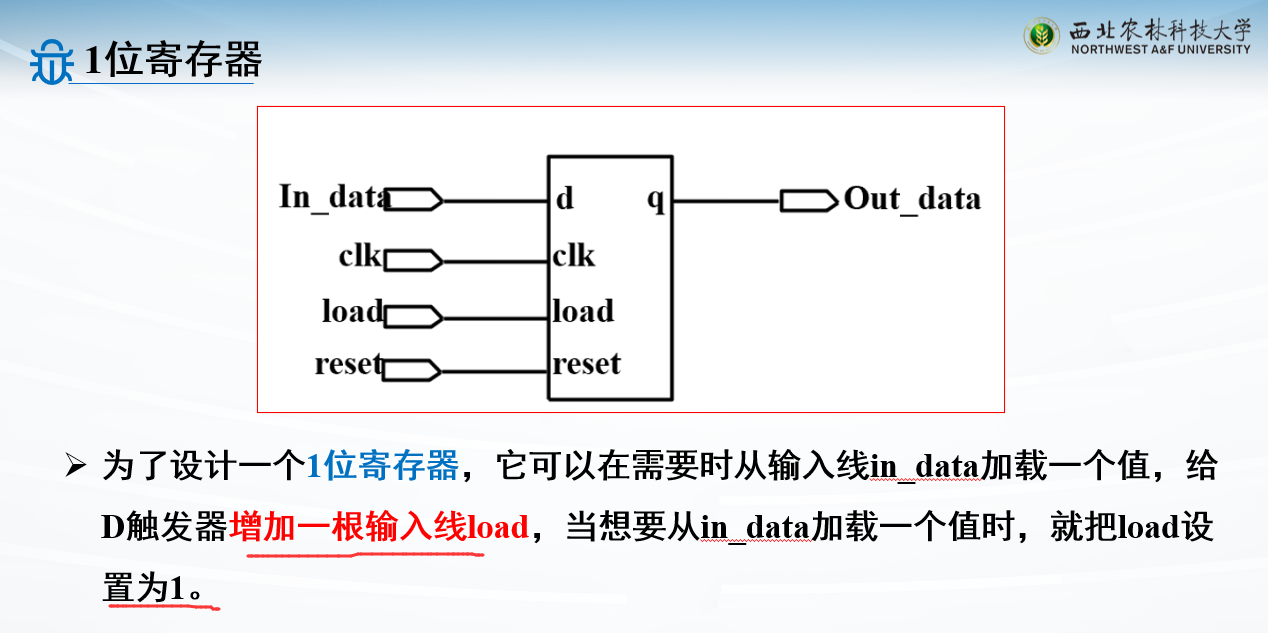 1位寄存器
西北农林科技大学
NORTHWEST A&F UNIVERSITY
In_data d q Out_data
clk clk
load load
reset reset
为了设计一个1位寄存器，它可以在需要时从输入线in_data加载一个值，给
D触发器增加一根输入线load，当想要从in_data加载一个值时，就把load设
置为1。